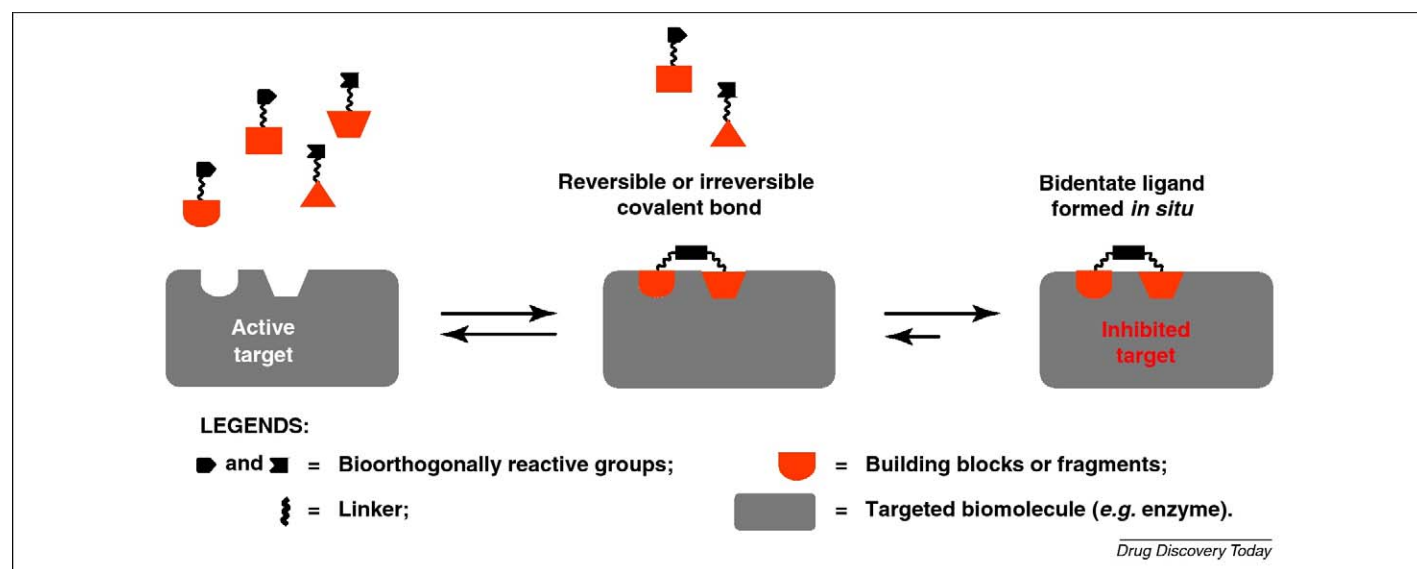 Reversible or irreversible
covalent bond
Bidentate ligand
formed in situ
Active
target
Inhibited
target
LEGENDS:
and = Bioorthogonally reactive groups;
= Building blocks or fragments;
= Linker;
= Targeted biomolecule (e.g. enzyme).
Drug Discovery Today